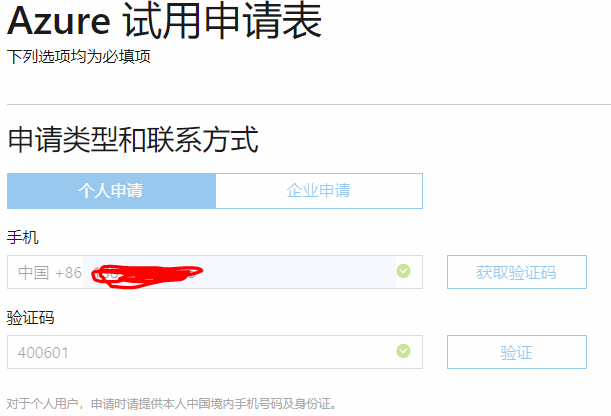 Azure 试用申请表
下列选项均为必填项
申请类型和联系方式
个人申请 企业申请
手机
中国 +86 获取验证码
验证码
400601 验证
对于个人用户，申请时请提供本人中国境内手机号码及身份证。